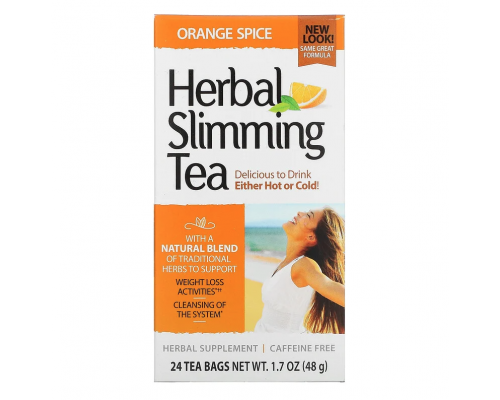 ORANGE SPICE
NEW
LOOK!
SAME GREAT
FORMULA
Herbal
Slimming
Tea
Delicious to Drink
Either Hot or Cold!
WITH A
NATURAL BLEND
OF TRADITIONAL
HERBS TO SUPPORT
WEIGHT LOSS
ACTIVITIES*†
CLEANSING OF
THE SYSTEM*
HERBAL SUPPLEMENT | CAFFEINE FREE
24 TEA BAGS NET WT. 1.7 OZ (48 g)